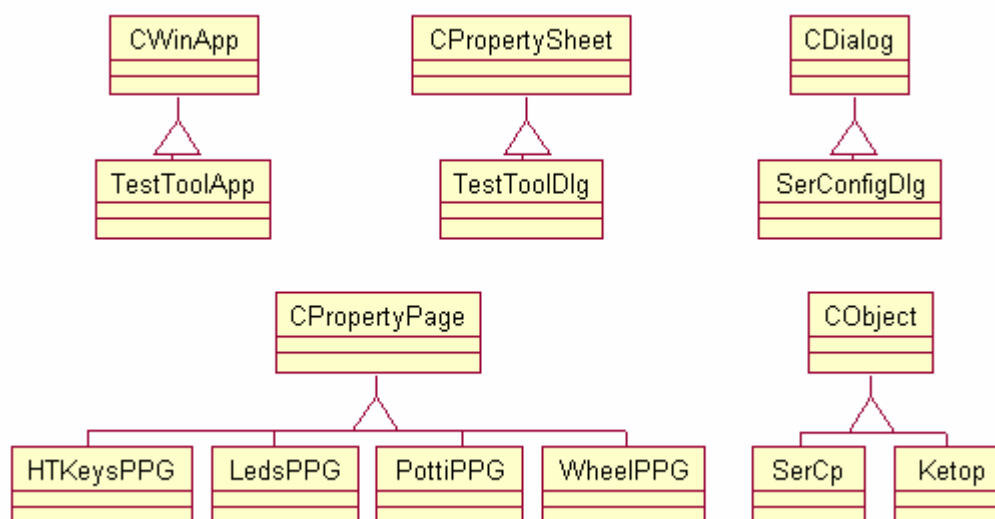 CWinApp
CPropertySheet
CDialog
TestToolApp
TestToolDlg
SerConfigDlg
CPropertyPage
CObject
HTKeysPPG
LedsPPG
PottiPPG
WheelPPG
SerCp
Ketop